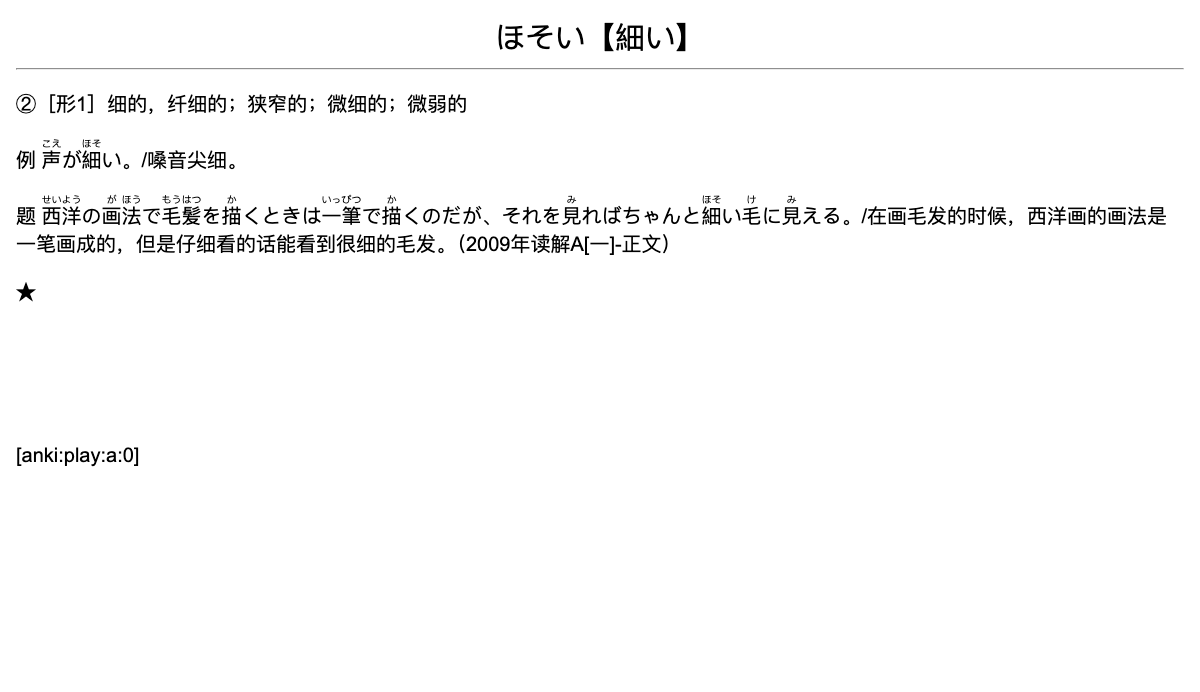 ほそい【細い】
②［形1］细的，纤细的；狭窄的；微细的；微弱的
こえ ほそ
例 声が細い。/嗓音尖细。
せいよう が ほう もうはつ か いっぴつ か み ほそ け み
题 西洋の画法で毛髪を描くときは一筆で描くのだが、それを見ればちゃんと細い毛に見える。/在画毛发的时候，西洋画的画法是
一笔画成的，但是仔细看的话能看到很细的毛发。（2009年读解A[一]-正文）
★
[anki:play:a:0]